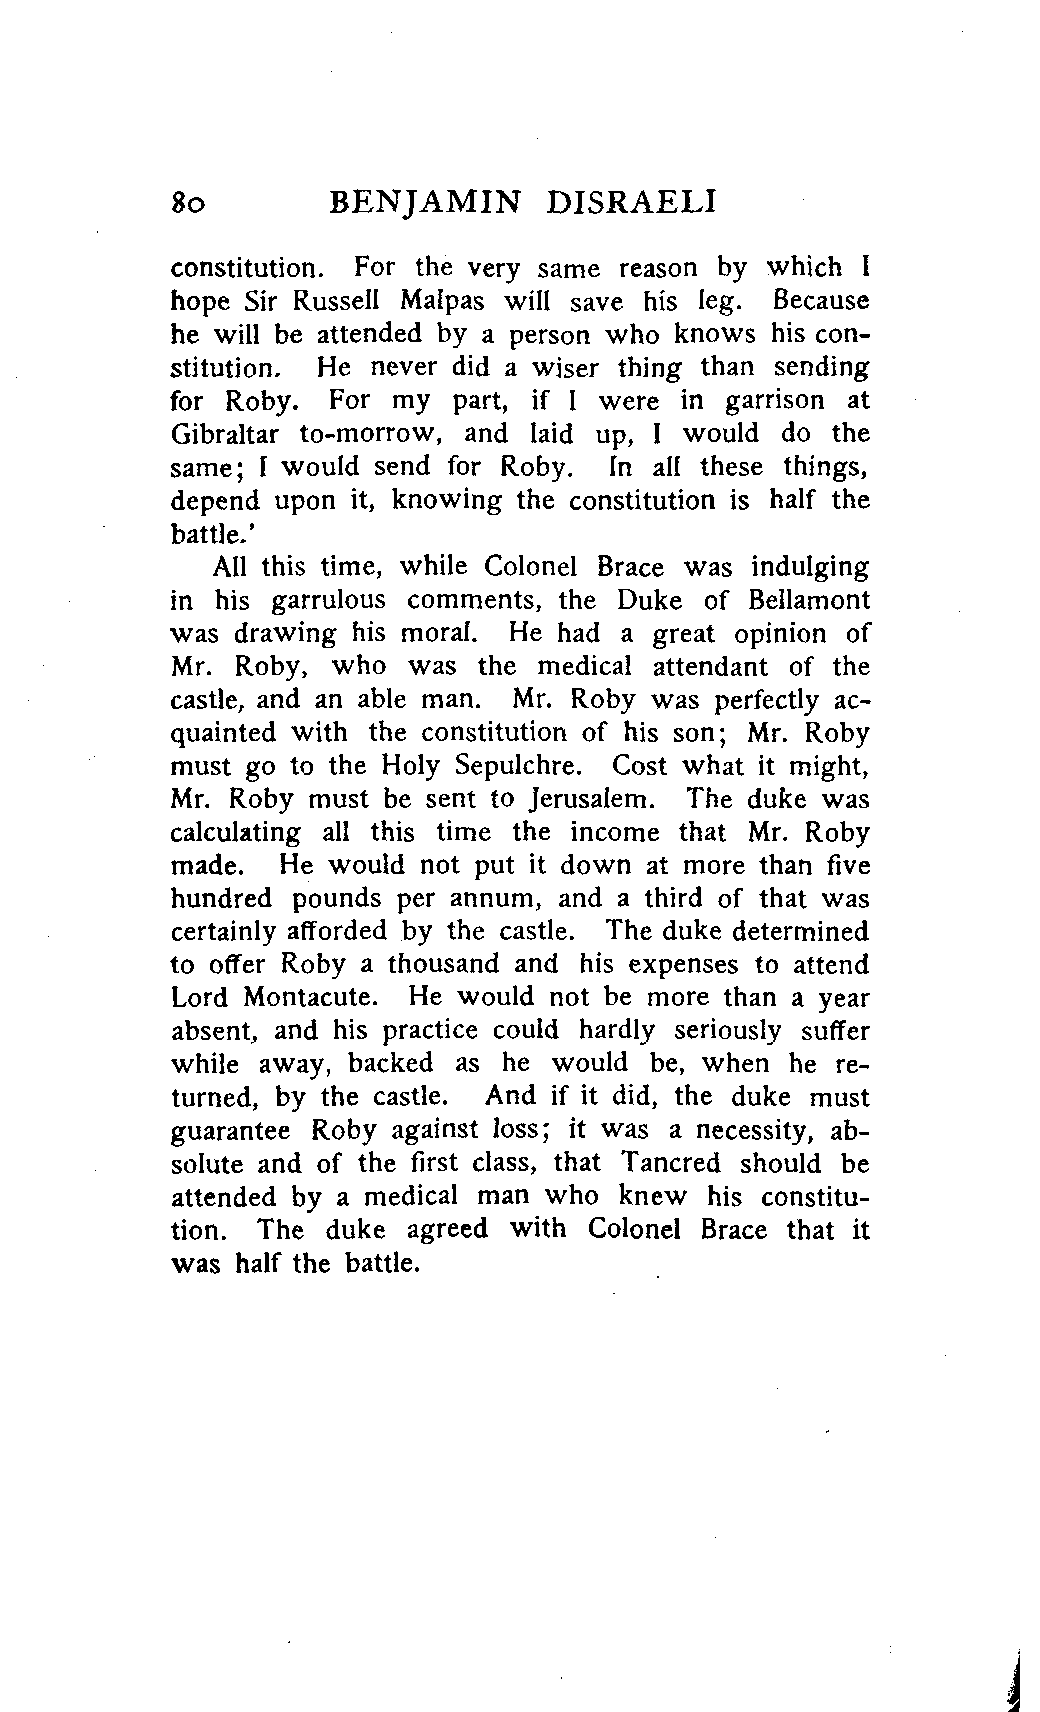 80 BENJAMIN DISRAELI
constitution. For the very same reason by which I
hope Sir Russell Malpas will save his leg. Because
he will be attended by a person who knows his con-
stitution. He never did a wiser thing than sending
for Roby. For my part, if I were in garrison at
Gibraltar to-morrow, and laid up, I would do the
same; I would send for Roby. In all these things,
depend upon it, knowing the constitution is half the
battle.'
All this time, while Colonel Brace was indulging
in his garrulous comments, the Duke of Bellamont
was drawing his moral. He had a great opinion of
Mr. Roby, who was the medical attendant of the
castle, and an able man. Mr. Roby was perfectly ac-
quainted with the constitution of his son; Mr. Roby
must go to the Holy Sepulchre. Cost what it might,
Mr. Roby must be sent to Jerusalem. The duke was
calculating all this time the income that Mr. Roby
made. He would not put it down at more than five
hundred pounds per annum, and a third of that was
certainly afforded by the castle. The duke determined
to offer Roby a thousand and his expenses to attend
Lord Montacute. He would not be more than a year
absent, and his practice could hardly seriously suffer
while away, backed as he would be, when he re-
turned, by the castle. And if it did, the duke must
guarantee Roby against loss; it was a necessity, ab-
solute and of the first class, that Tancred should be
attended by a medical man who knew his constitu-
tion. The duke agreed with Colonel Brace that it
was half the battle.